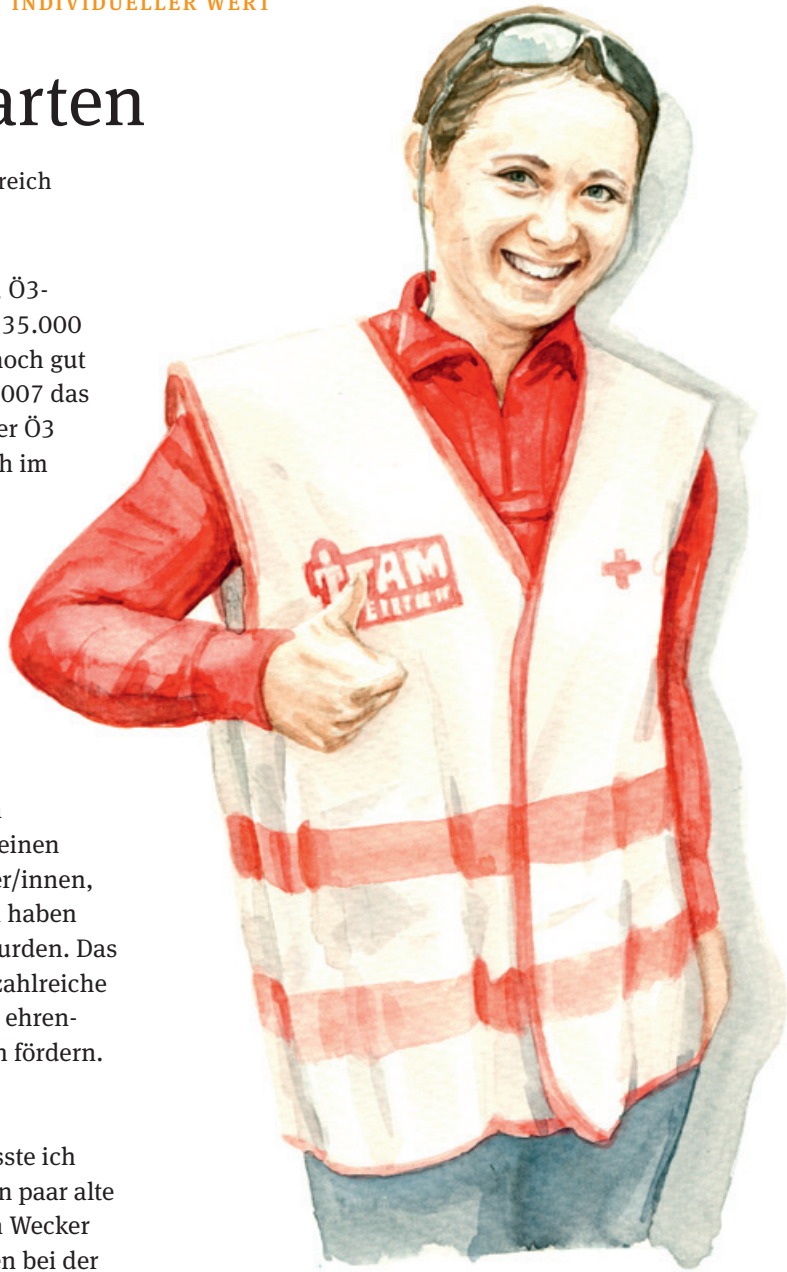 INDIVIDUELLER WERT
arten
reich
Ö3-
35.000
noch gut
007 das
er Ö3
h im
einen
er/innen,
haben
urden. Das
zahlreiche
ehren-
n fördern.
sste ich
n paar alte
Wecker
en bei der
TEAM